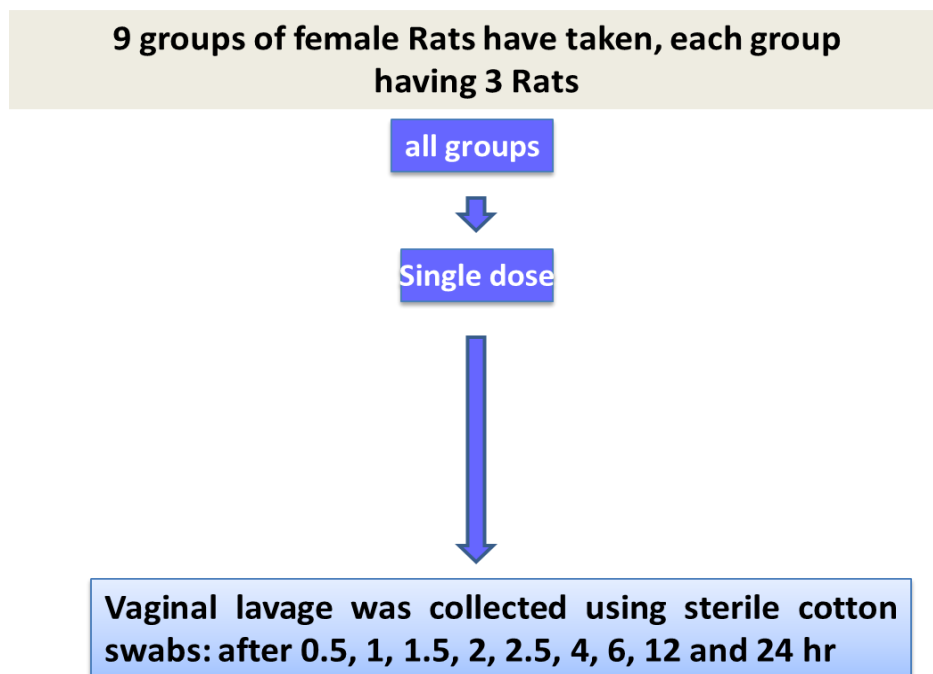 9 groups of female Rats have taken, each group
having 3 Rats
all groups
Single dose
Vaginal lavage was collected using sterile cotton
swabs: after 0.5, 1, 1.5, 2, 2.5, 4, 6, 12 and 24 hr